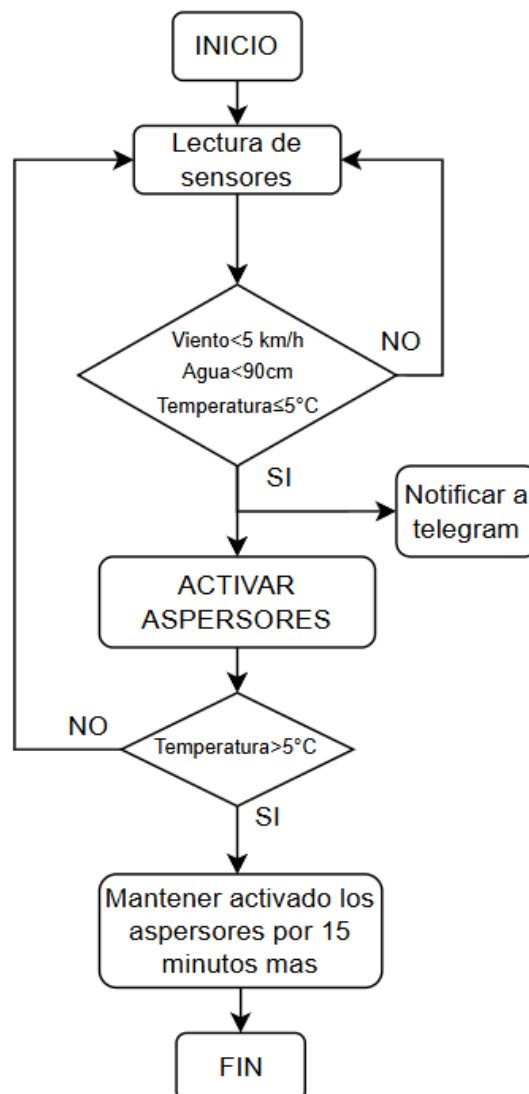 INICIO
Lectura de
sensores
Viento<5 km/h
Agua<90cm
Temperatura≤5°C
NO
SI
Notificar a
telegram
ACTIVAR
ASPERSORES
NO
Temperatura>5°C
SI
Mantener activado los
aspersores por 15
minutos mas
FIN